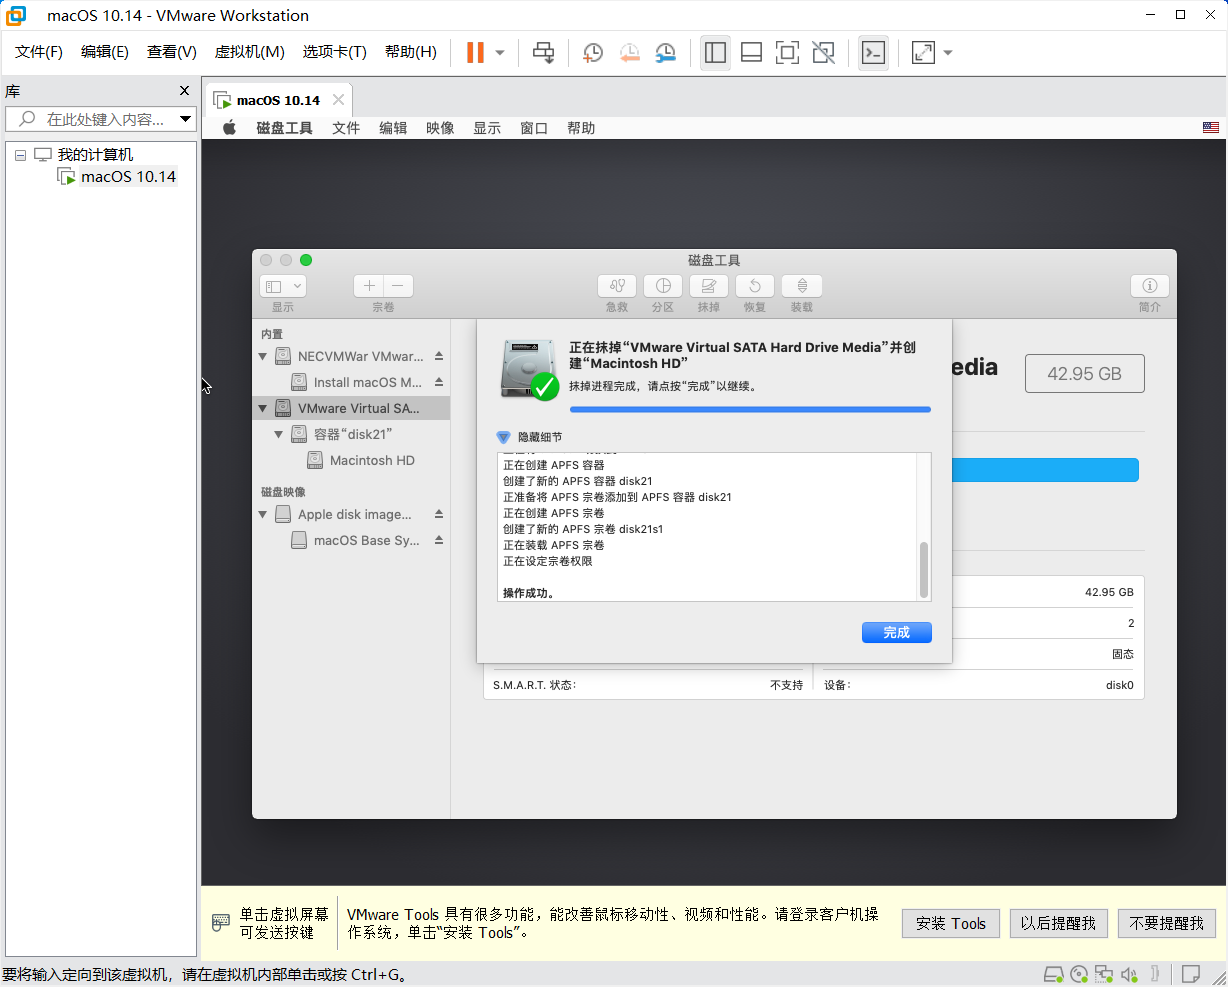 macOS 10.14 - VMware Workstation
文件(F) 编辑(E) 查看(V) 虚拟机(M) 选项卡(T) 帮助(H)
库
在此处键入内容...
我的计算机
macOS 10.14
macOS 10.14
磁盘工具 文件 编辑 映像 显示 窗口 帮助
磁盘工具
显示 宗卷 急救 分区 抹掉 恢复 装载 简介
内置
NECVMWar VMwar...
Install macOS M...
VMware Virtual SA...
容器“disk21”
Macintosh HD
磁盘映像
Apple disk image...
macOS Base Sy...
正在抹掉“VMware Virtual SATA Hard Drive Media”并创
建“Macintosh HD”
抹掉进程完成，请点按“完成”以继续。
隐藏细节
正在创建 APFS 容器
创建了新的 APFS 容器 disk21
正准备将 APFS 宗卷添加到 APFS 容器 disk21
正在创建 APFS 宗卷
创建了新的 APFS 宗卷 disk21s1
正在装载 APFS 宗卷
正在设定宗卷权限
操作成功。
完成
edia
42.95 GB
42.95 GB
2
固态
S.M.A.R.T. 状态： 不支持 设备： disk0
单击虚拟屏幕
可发送按键
VMware Tools 具有很多功能，能改善鼠标移动性、视频和性能。请登录客户机操
作系统，单击“安装 Tools”。
安装 Tools 以后提醒我 不要提醒我
要将输入定向到该虚拟机，请在虚拟机内部单击或按 Ctrl+G。